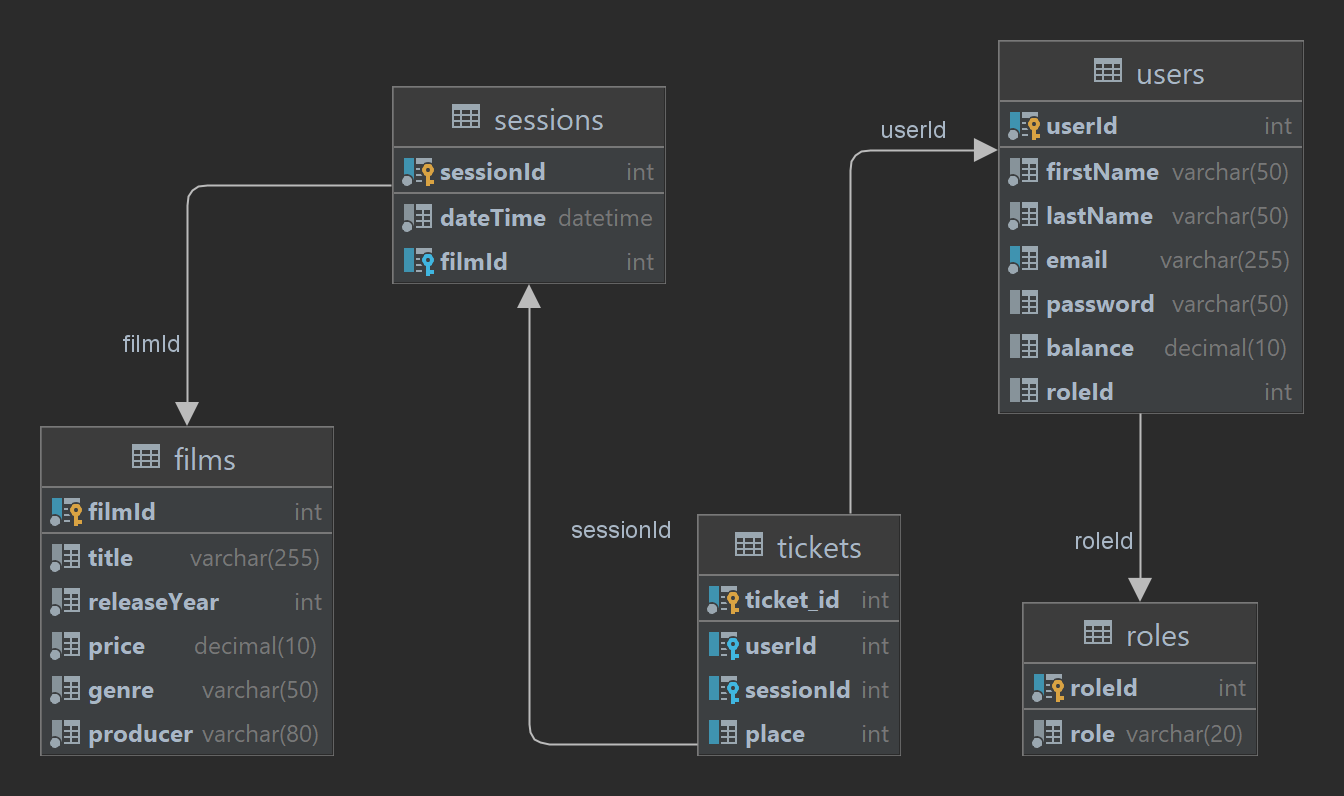 sessions
sessionId int
dateTime datetime
filmId int
users
userId int
firstName varchar(50)
lastName varchar(50)
email varchar(255)
password varchar(50)
balance decimal(10)
roleId int
films
filmId int
title varchar(255)
releaseYear int
price decimal(10)
genre varchar(50)
producer varchar(80)
tickets
ticket_id int
userId int
sessionId int
place int
roles
roleId int
role varchar(20)
userId
filmId
sessionId
roleId